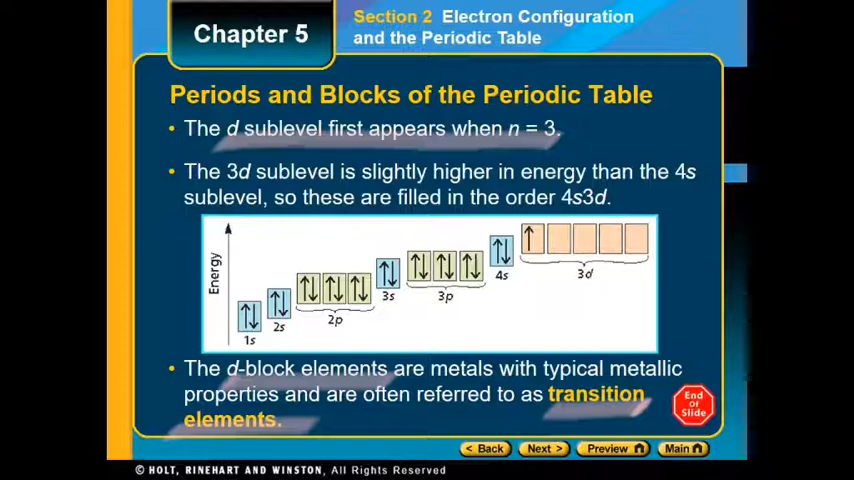 Chapter 5
Section 2 Electron Configuration
and the Periodic Table
Periods and Blocks of the Periodic Table
• The d sublevel first appears when n = 3.
• The 3d sublevel is slightly higher in energy than the 4s
sublevel, so these are filled in the order 4s3d.
Energy
1s
2s
2p
3s
3p
4s
3d
• The d-block elements are metals with typical metallic
properties and are often referred to as transition
elements.
End
Of
Slide
< Back
Next >
Preview
Main
© HOLT, RINEHART AND WINSTON, All Rights Reserved